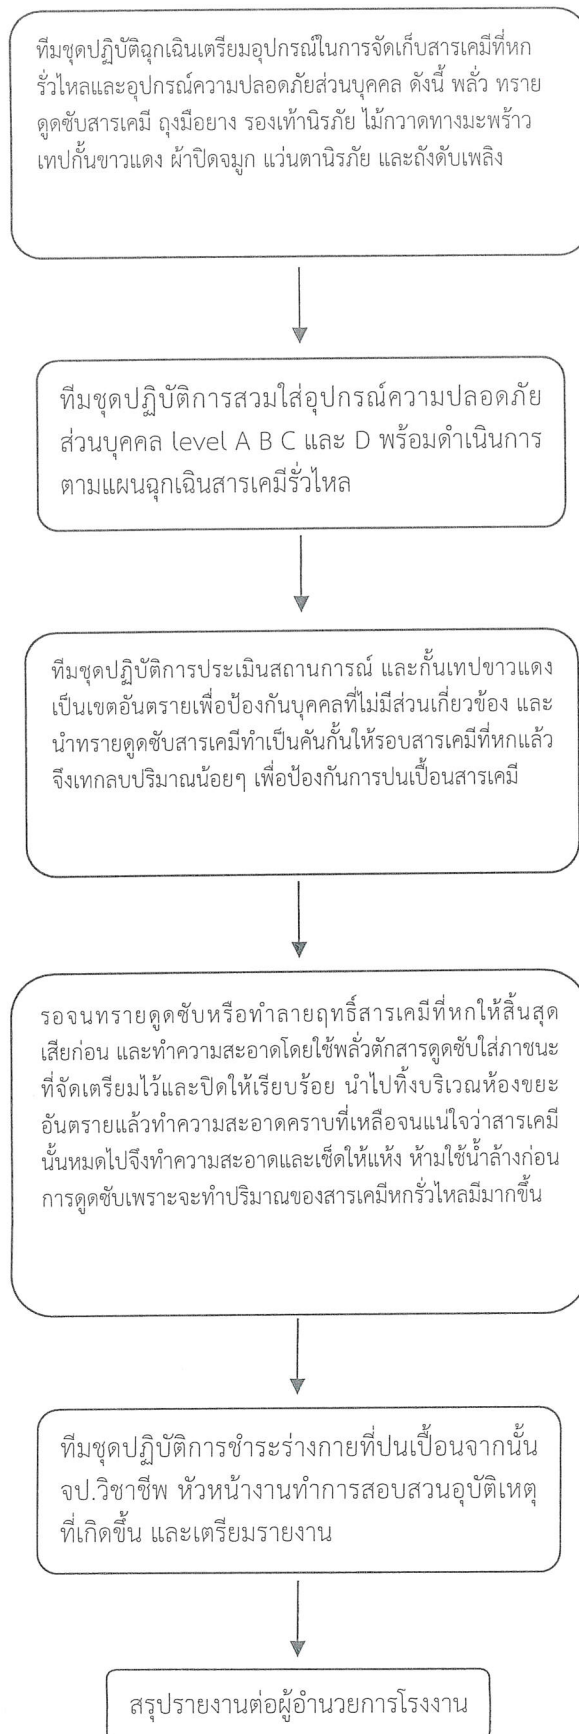 ทีมชุดปฏิบัติฉุกเฉินเตรียมอุปกรณ์ในการจัดเก็บสารเคมีที่หก
รั่วไหลและอุปกรณ์ความปลอดภัยส่วนบุคคล ดังนี้ พลั่ว ทราย
ดูดซับสารเคมี ถุงมือยาง รองเท้านิรภัย ไม้กวาดทางมะพร้าว
เทปกั้นขาวแดง ผ้าปิดจมูก แว่นตานิรภัย และถังดับเพลิง
ทีมชุดปฏิบัติการสวมใส่อุปกรณ์ความปลอดภัย
ส่วนบุคคล level A B C และ D พร้อมดำเนินการ
ตามแผนฉุกเฉินสารเคมีรั่วไหล
ทีมชุดปฏิบัติการประเมินสถานการณ์ และกั้นเทปขาวแดง
เป็นเขตอันตรายเพื่อป้องกันบุคคลที่ไม่มีส่วนเกี่ยวข้อง และ
นำทรายดูดซับสารเคมีทำเป็นคันกั้นให้รอบสารเคมีที่หกแล้ว
จึงเทกลบปริมาณน้อยๆ เพื่อป้องกันการปนเปื้อนสารเคมี
รอจนทรายดูดซับหรือทำลายฤทธิ์สารเคมีที่หกให้สิ้นสุด
เสียก่อน และทำความสะอาดโดยใช้พลั่วตักสารดูดซับใส่ภาชนะ
ที่จัดเตรียมไว้และปิดให้เรียบร้อย นำไปทิ้งบริเวณห้องขยะ
อันตรายแล้วทำความสะอาดคราบที่เหลือจนแน่ใจว่าสารเคมี
นั้นหมดไปจึงทำความสะอาดและเช็ดให้แห้ง ห้ามใช้น้ำล้างก่อน
การดูดซับเพราะจะทำปริมาณของสารเคมีหกรั่วไหลมีมากขึ้น
ทีมชุดปฏิบัติการชำระร่างกายที่ปนเปื้อนจากนั้น
จป.วิชาชีพ หัวหน้างานทำการสอบสวนอุบัติเหตุ
ที่เกิดขึ้น และเตรียมรายงาน
สรุปรายงานต่อผู้อำนวยการโรงงาน